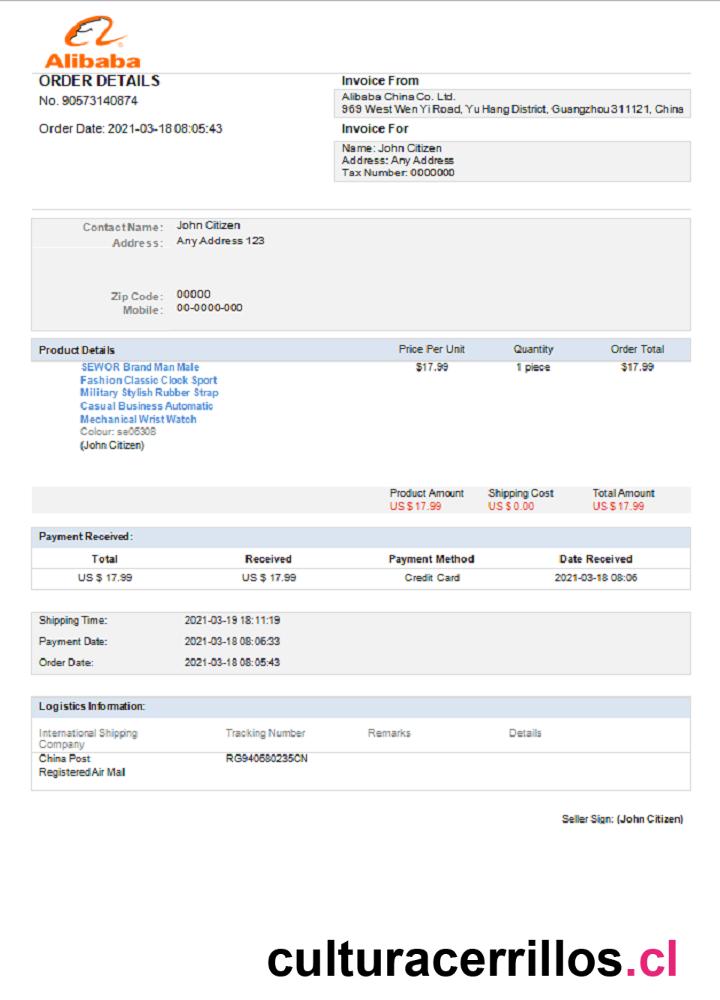 Alibaba
ORDER DETAILS
No. 90573140874
Order Date: 2021-03-18 08:05:43
Invoice From
Alibaba China Co. Ltd.
969 West Wen Yi Road, Yu Hang District, Guangzhou 311121, China
Invoice For
Name: John Citizen
Address: Any Address
Tax Number: 0000000
Contact Name: John Citizen
Address: Any Address 123
Zip Code: 00000
Mobile: 00-0000-000
Product Details Price Per Unit Quantity Order Total
SEWOR Brand Man Male $17.99 1 piece $17.99
Fashion Classic Clock Sport
Military Stylish Rubber Strap
Casual Business Automatic
Mechanical Wrist Watch
Colour: se06308
(John Citizen)
Product Amount Shipping Cost Total Amount
US $ 17.99 US $ 0.00 US $ 17.99
Payment Received:
Total Received Payment Method Date Received
US $ 17.99 US $ 17.99 Credit Card 2021-03-18 08:06
Shipping Time: 2021-03-19 18:11:19
Payment Date: 2021-03-18 08:06:33
Order Date: 2021-03-18 08:05:43
Logistics Information:
International Shipping Tracking Number Remarks Details
Company
China Post RG940680235CN
Registered Air Mail
Seller Sign: (John Citizen)
culturacerrillos.cl